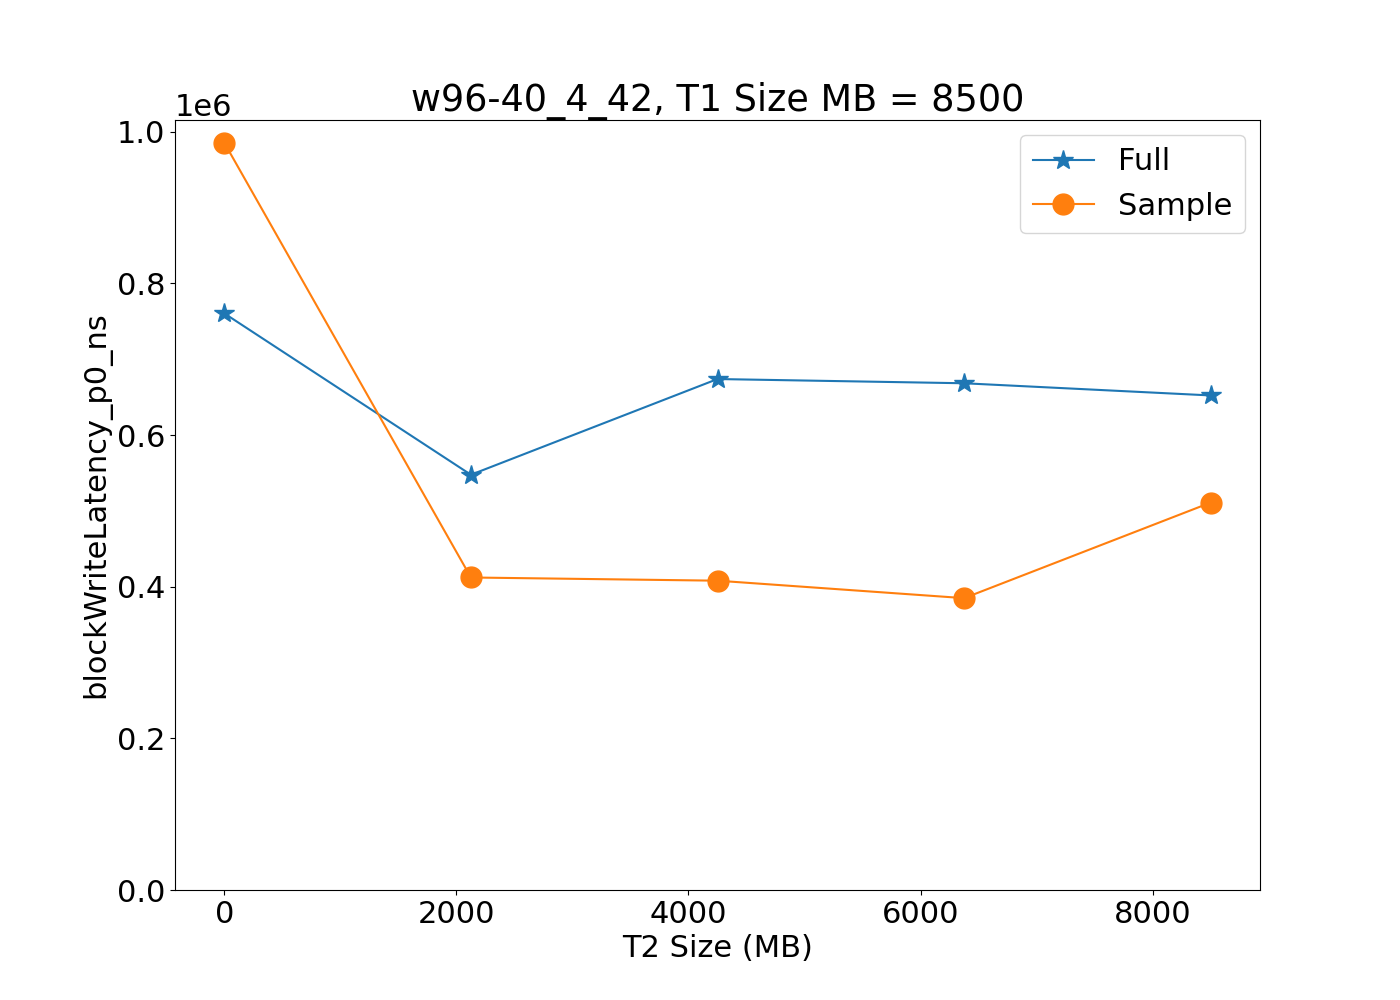 w96-40_4_42, T1 Size MB = 8500
1e6
1.0
0.8
0.6
0.4
0.2
0.0
blockWriteLatency_p0_ns
Full
Sample
0 2000 4000 6000 8000
T2 Size (MB)